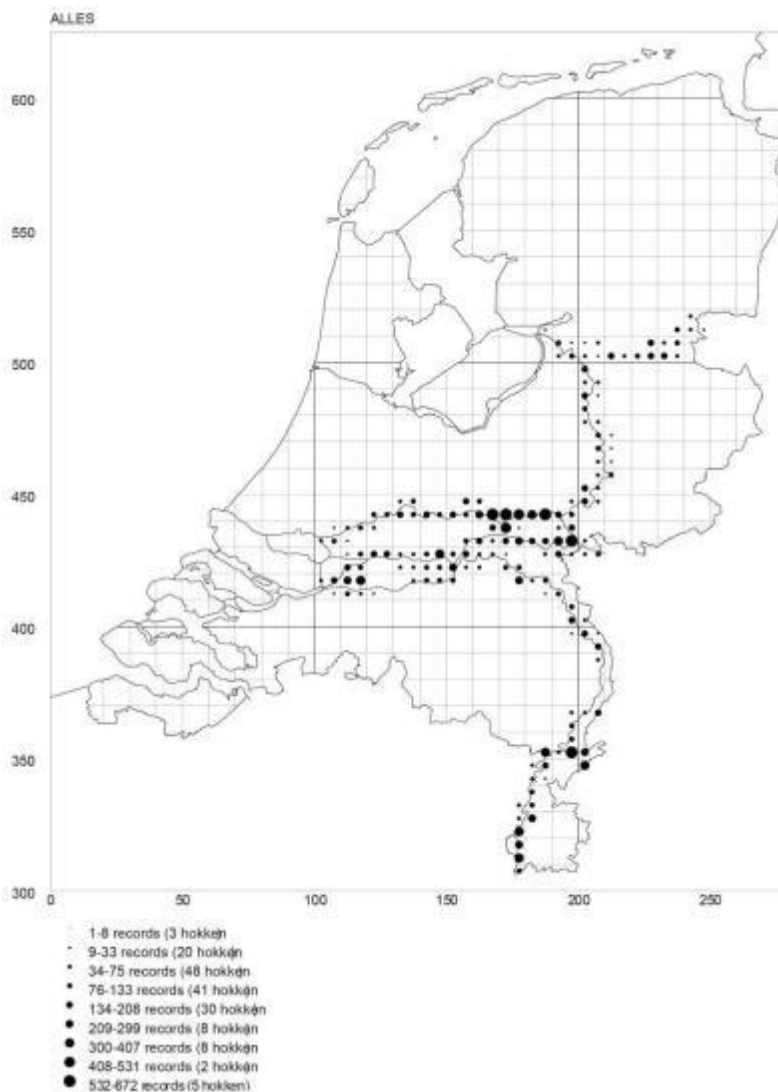 ALLES
600
550
500
450
400
350
300
0 50 100 150 200 250
1-8 records (3 hokken)
9-33 records (20 hokken)
34-75 records (48 hokken)
76-133 records (41 hokken)
134-208 records (30 hokken)
209-299 records (8 hokken)
300-407 records (8 hokken)
408-531 records (2 hokken)
532-672 records (5 hokken)